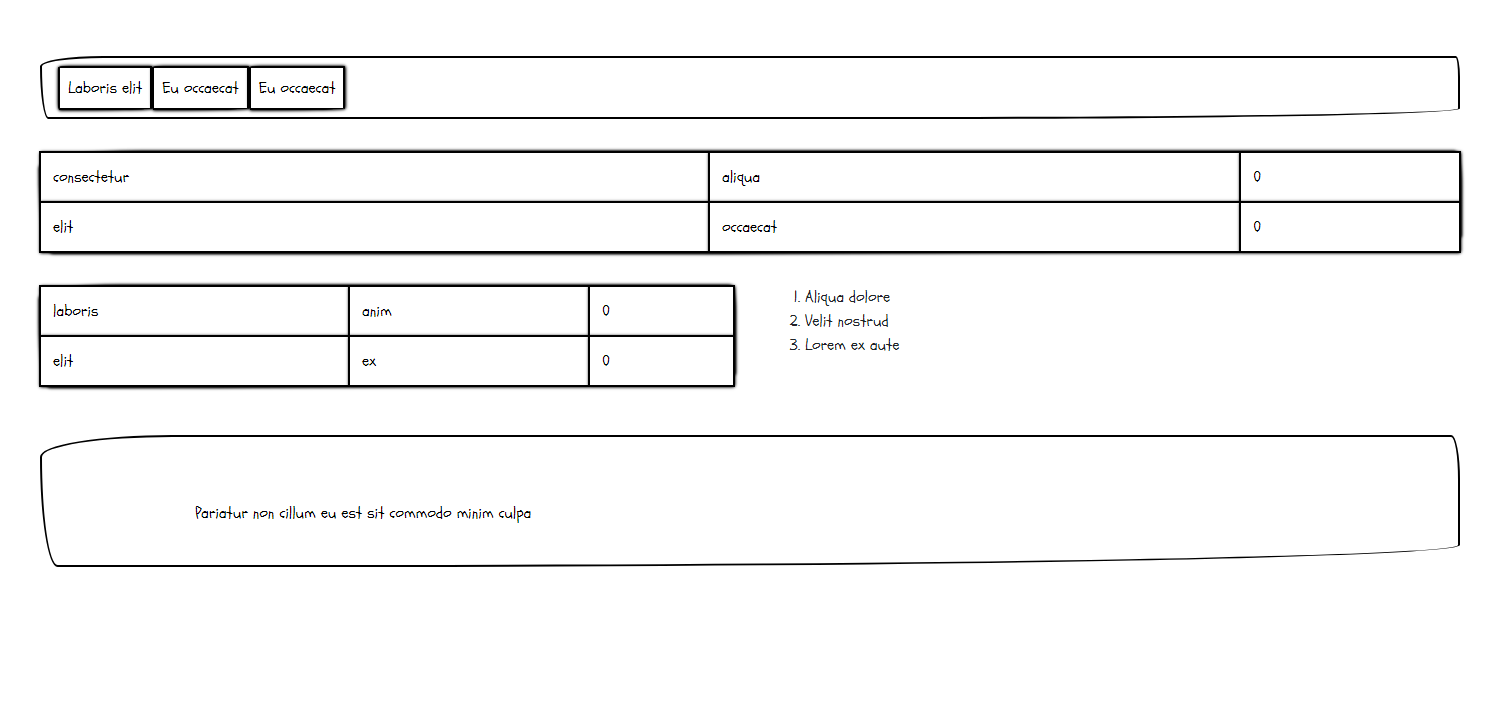 Laboris elit Eu occaecat Eu occaecat
consectetur aliqua 0
elit occaecat 0
laboris anim 0
elit ex 0
1. Aliqua dolore
2. Velit nostrud
3. Lorem ex aute
Pariatur non cillum eu est sit commodo minim culpa